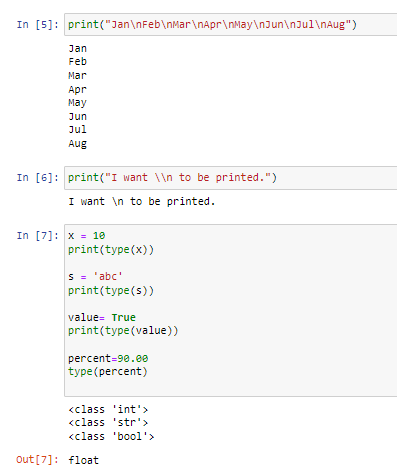 In [5]: print("Jan\nFeb\nMar\nApr\nMay\nJun\nJul\nAug")
Jan
Feb
Mar
Apr
May
Jun
Jul
Aug
In [6]: print("I want \\n to be printed.")
I want \n to be printed.
In [7]: x = 10
print(type(x))
s = 'abc'
print(type(s))
value= True
print(type(value))
percent=90.00
type(percent)
<class 'int'>
<class 'str'>
<class 'bool'>
Out[7]: float